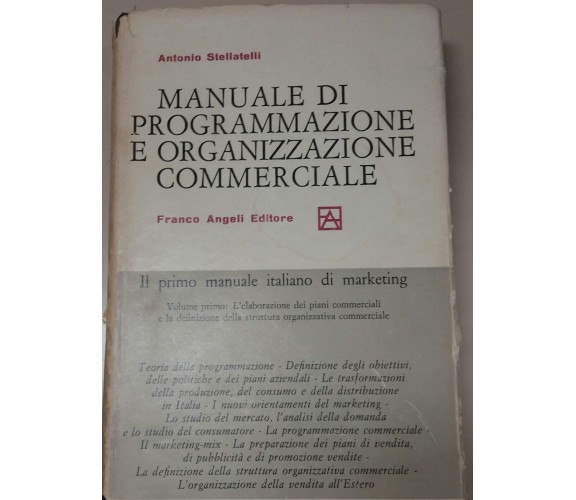 Antonio Stellatelli
MANUALE DI
PROGRAMMAZIONE
E ORGANIZZAZIONE
COMMERCIALE
Franco Angeli Editore
Il primo manuale italiano di marketing
Volume primo: L'elaborazione dei piani commerciali
e la definizione della struttura organizzativa commerciale
Teoria della programmazione - Definizione degli obiettivi,
delle politiche e dei piani aziendali - Le trasformazioni
della produzione, del consumo e della distribuzione
in Italia - I nuovi orientamenti del marketing -
Lo studio del mercato, l'analisi della domanda
e lo studio del consumatore - La programmazione commerciale -
Il marketing-mix - La preparazione dei piani di vendita,
di pubblicità e di promozione vendite -
La definizione della struttura organizzativa commerciale -
L'organizzazione della vendita all'Estero